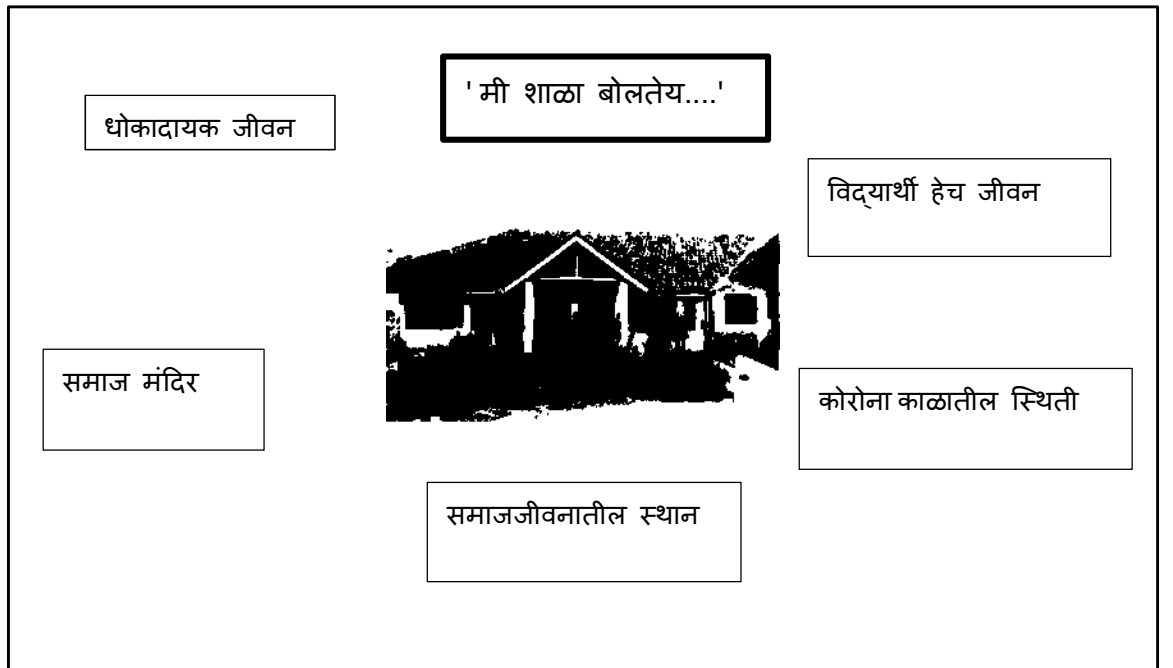 ' मी शाळा बोलतेय....'
धोकादायक जीवन
विद्‌यार्थी हेच जीवन
समाज मंदिर
कोरोना काळातील स्थिती
समाजजीवनातील स्थान